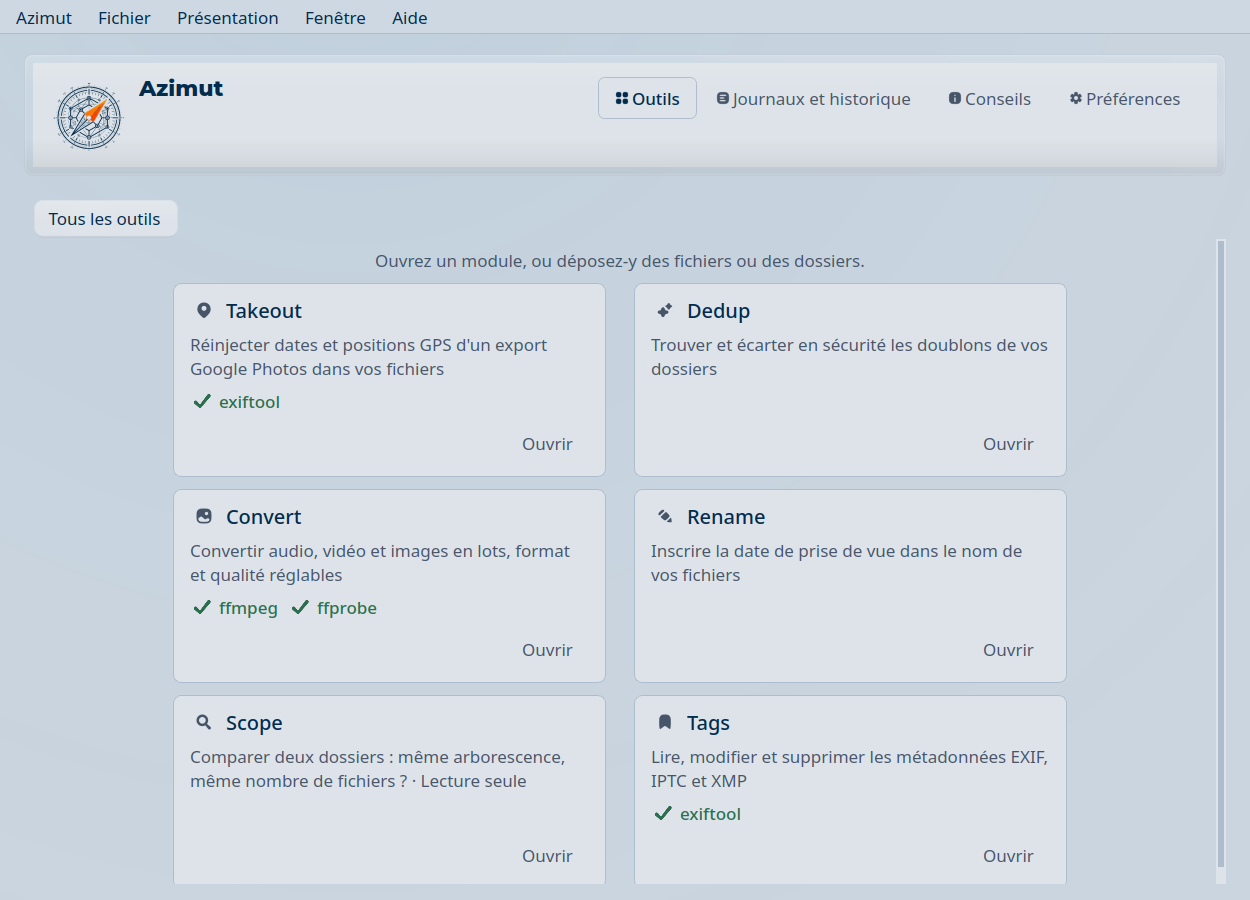 Azimut Fichier Présentation Fenêtre Aide
Azimut
Outils Journaux et historique Conseils Préférences
Tous les outils
Ouvrez un module, ou déposez-y des fichiers ou des dossiers.
Takeout
Réinjecter dates et positions GPS d'un export
Google Photos dans vos fichiers
exiftool
Ouvrir
Dedup
Trouver et écarter en sécurité les doublons de vos
dossiers
Ouvrir
Convert
Convertir audio, vidéo et images en lots, format
et qualité réglables
ffmpeg ffprobe
Ouvrir
Rename
Inscrire la date de prise de vue dans le nom de
vos fichiers
Ouvrir
Scope
Comparer deux dossiers : même arborescence,
même nombre de fichiers ? · Lecture seule
Ouvrir
Tags
Lire, modifier et supprimer les métadonnées EXIF,
IPTC et XMP
exiftool
Ouvrir